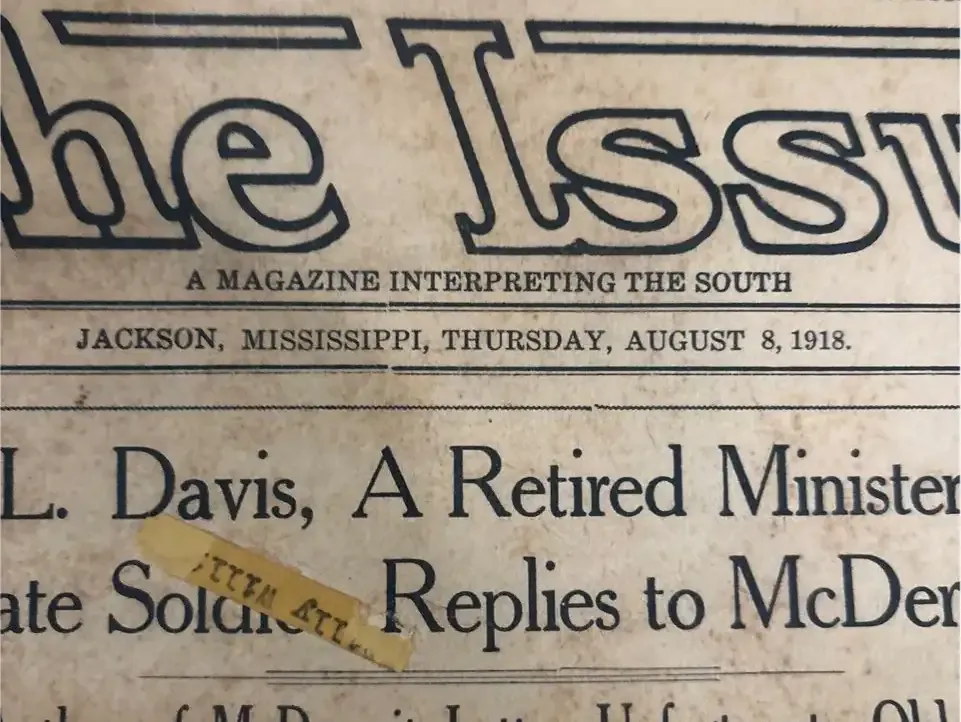 he Issu
A MAGAZINE INTERPRETING THE SOUTH
JACKSON, MISSISSIPPI, THURSDAY, AUGUST 8, 1918.
L. Davis, A Retired Minister
ate Soldie Replies to McDer